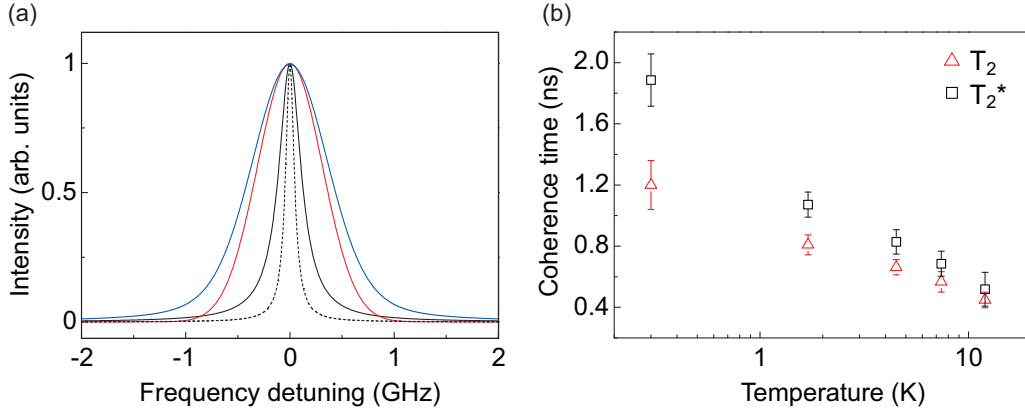 (a)
Intensity (arb. units)
1
0.5
0
-2
-1
0
1
2
Frequency detuning (GHz)
(b)
Coherence time (ns)
2.0
1.6
1.2
0.8
0.4
T₂
T₂*
1
10
Temperature (K)